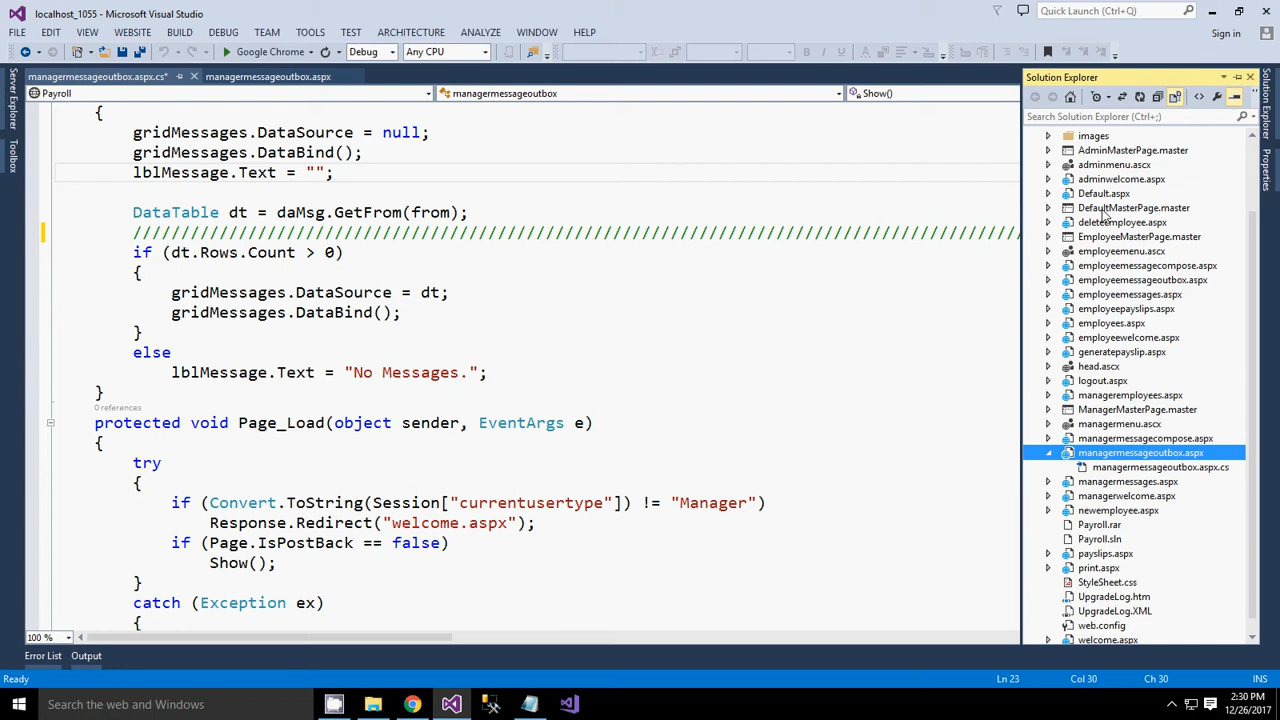 localhost_1055 - Microsoft Visual Studio
Quick Launch (Ctrl+Q)
FILE EDIT VIEW WEBSITE BUILD DEBUG TEAM TOOLS TEST ARCHITECTURE ANALYZE WINDOW HELP
Sign in
Google Chrome Debug Any CPU
managermessageoutbox.aspx.cs* managermessageoutbox.aspx
Payroll managermessageoutbox Show()
{
gridMessages.DataSource = null;
gridMessages.DataBind();
lblMessage.Text = "";
DataTable dt = daMsg.GetFrom(from);
//////////////////////////////////////////////////////////////////////////////////////////
if (dt.Rows.Count > 0)
{
gridMessages.DataSource = dt;
gridMessages.DataBind();
}
else
lblMessage.Text = "No Messages.";
}
0 references
protected void Page_Load(object sender, EventArgs e)
{
try
{
if (Convert.ToString(Session["currentusertype"]) != "Manager")
Response.Redirect("welcome.aspx");
if (Page.IsPostBack == false)
Show();
}
catch (Exception ex)
{
100 %
Server Explorer
Toolbox
Solution Explorer
Search Solution Explorer (Ctrl+;)
images
AdminMasterPage.master
adminmenu.ascx
adminwelcome.aspx
Default.aspx
DefaultMasterPage.master
deleteemployee.aspx
EmployeeMasterPage.master
employeemenu.ascx
employeemessagecompose.aspx
employeemessageoutbox.aspx
employeemessages.aspx
employeepayslips.aspx
employees.aspx
employeewelcome.aspx
generatepayslip.aspx
head.ascx
logout.aspx
manageremployees.aspx
ManagerMasterPage.master
managermenu.ascx
managermessagecompose.aspx
managermessageoutbox.aspx
managermessageoutbox.aspx.cs
managermessages.aspx
managerwelcome.aspx
newemployee.aspx
Payroll.rar
Payroll.sln
payslips.aspx
print.aspx
StyleSheet.css
UpgradeLog.htm
UpgradeLog.XML
web.config
welcome.aspx
Solution Explorer
Properties
Error List Output
Ready Ln 23 Col 30 Ch 30 INS
Search the web and Windows
2:30 PM
12/26/2017